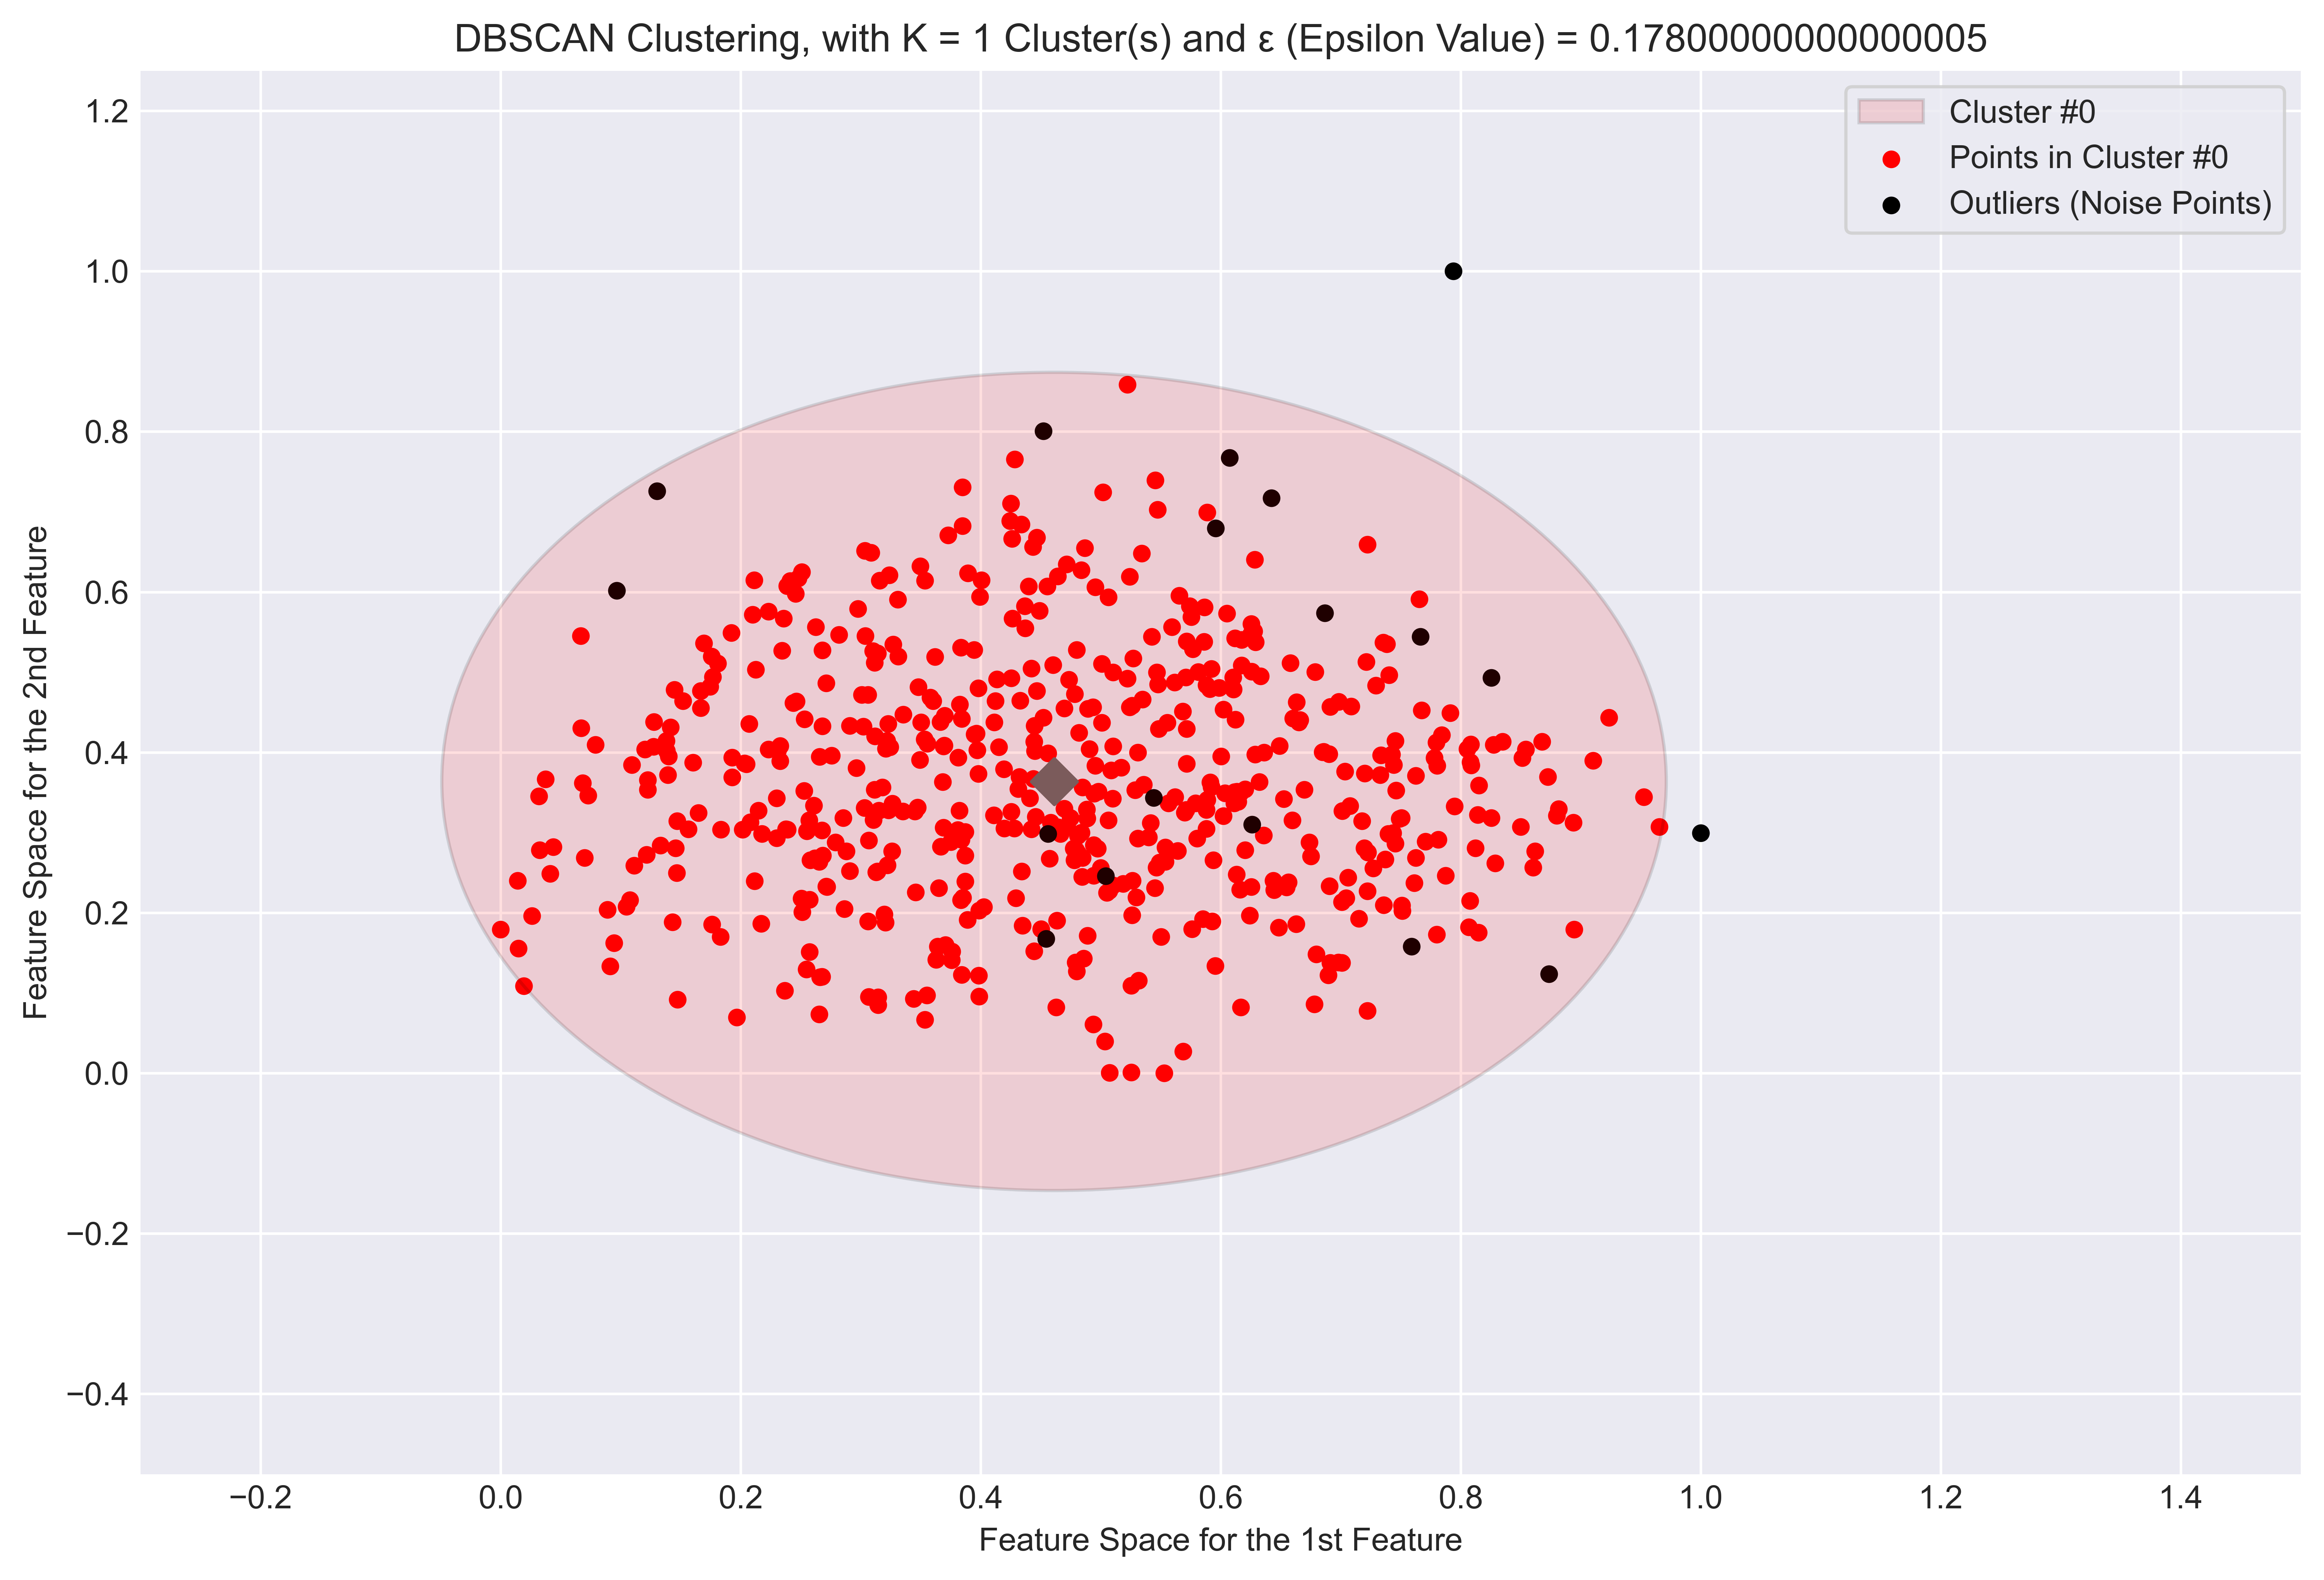 DBSCAN Clustering, with K = 1 Cluster(s) and ε (Epsilon Value) = 0.17800000000000005
Cluster #0
Points in Cluster #0
Outliers (Noise Points)
1.2
1.0
0.8
0.6
0.4
0.2
0.0
−0.2
−0.4
Feature Space for the 2nd Feature
−0.2 0.0 0.2 0.4 0.6 0.8 1.0 1.2 1.4
Feature Space for the 1st Feature